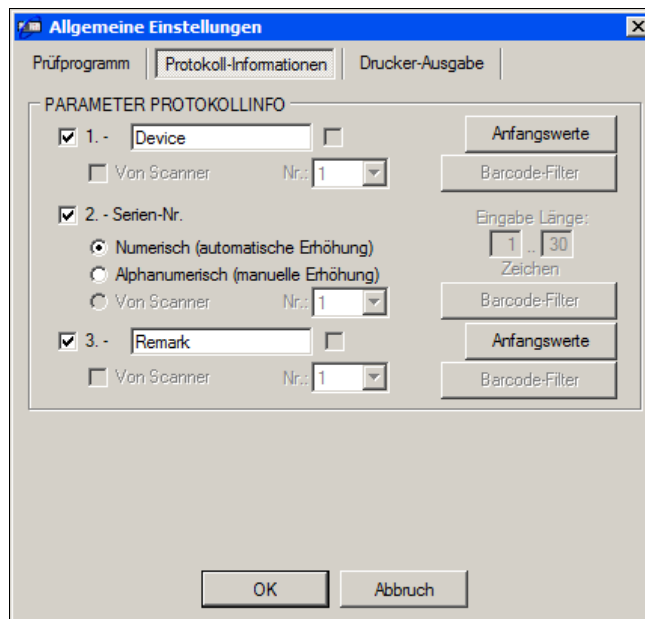 Allgemeine Einstellungen
Prüfprogramm Protokoll-Informationen Drucker-Ausgabe
PARAMETER PROTOKOLLINFO
1. - Device Anfangswerte
Von Scanner Nr.: 1 Barcode-Filter
2. - Serien-Nr. Eingabe Länge:
Numerisch (automatische Erhöhung) 1 .. 30
Alphanumerisch (manuelle Erhöhung) Zeichen
Von Scanner Nr.: 1 Barcode-Filter
3. - Remark Anfangswerte
Von Scanner Nr.: 1 Barcode-Filter
OK Abbruch